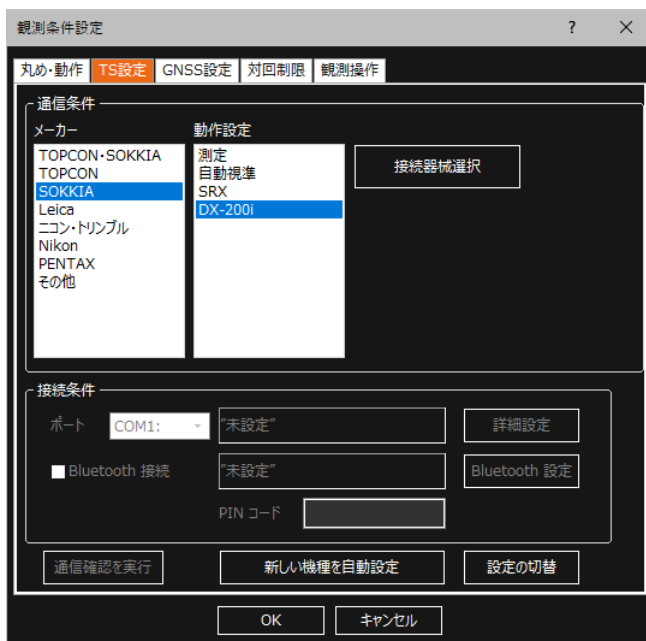 観測条件設定
?
×
丸め・動作 TS設定 GNSS設定 対回制限 観測操作
通信条件
メーカー
動作設定
TOPCON・SOKKIA
TOPCON
SOKKIA
Leica
ニコン・トリンブル
Nikon
PENTAX
その他
測定
自動視準
SRX
DX-200i
接続器械選択
接続条件
ポート COM1: "未設定" 詳細設定
Bluetooth 接続 "未設定" Bluetooth 設定
PIN コード
通信確認を実行 新しい機種を自動設定 設定の切替
OK キャンセル